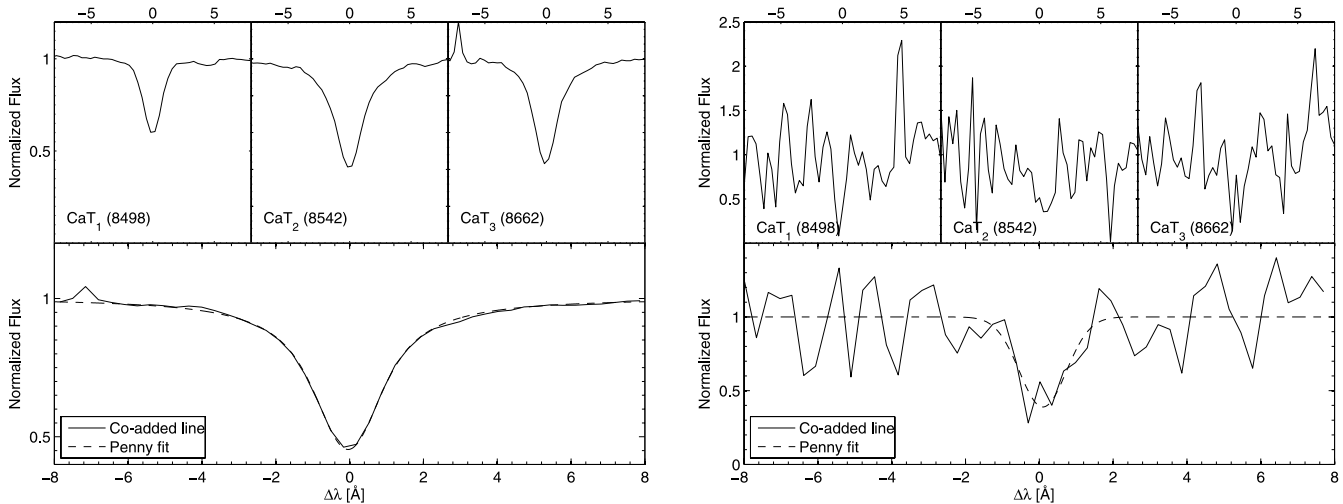 −5 0 5 −5 0 5 −5 0 5
Normalized Flux
1
0.5
CaT1 (8498)
CaT2 (8542)
CaT3 (8662)
Normalized Flux
1
0.5
Co-added line
Penny fit
−8 −6 −4 −2 0 2 4 6 8
Δλ [Å]
−5 0 5 −5 0 5 −5 0 5
Normalized Flux
2.5
2
1.5
1
0.5
CaT1 (8498)
CaT2 (8542)
CaT3 (8662)
Normalized Flux
1
0.5
0
Co-added line
Penny fit
−8 −6 −4 −2 0 2 4 6 8
Δλ [Å]